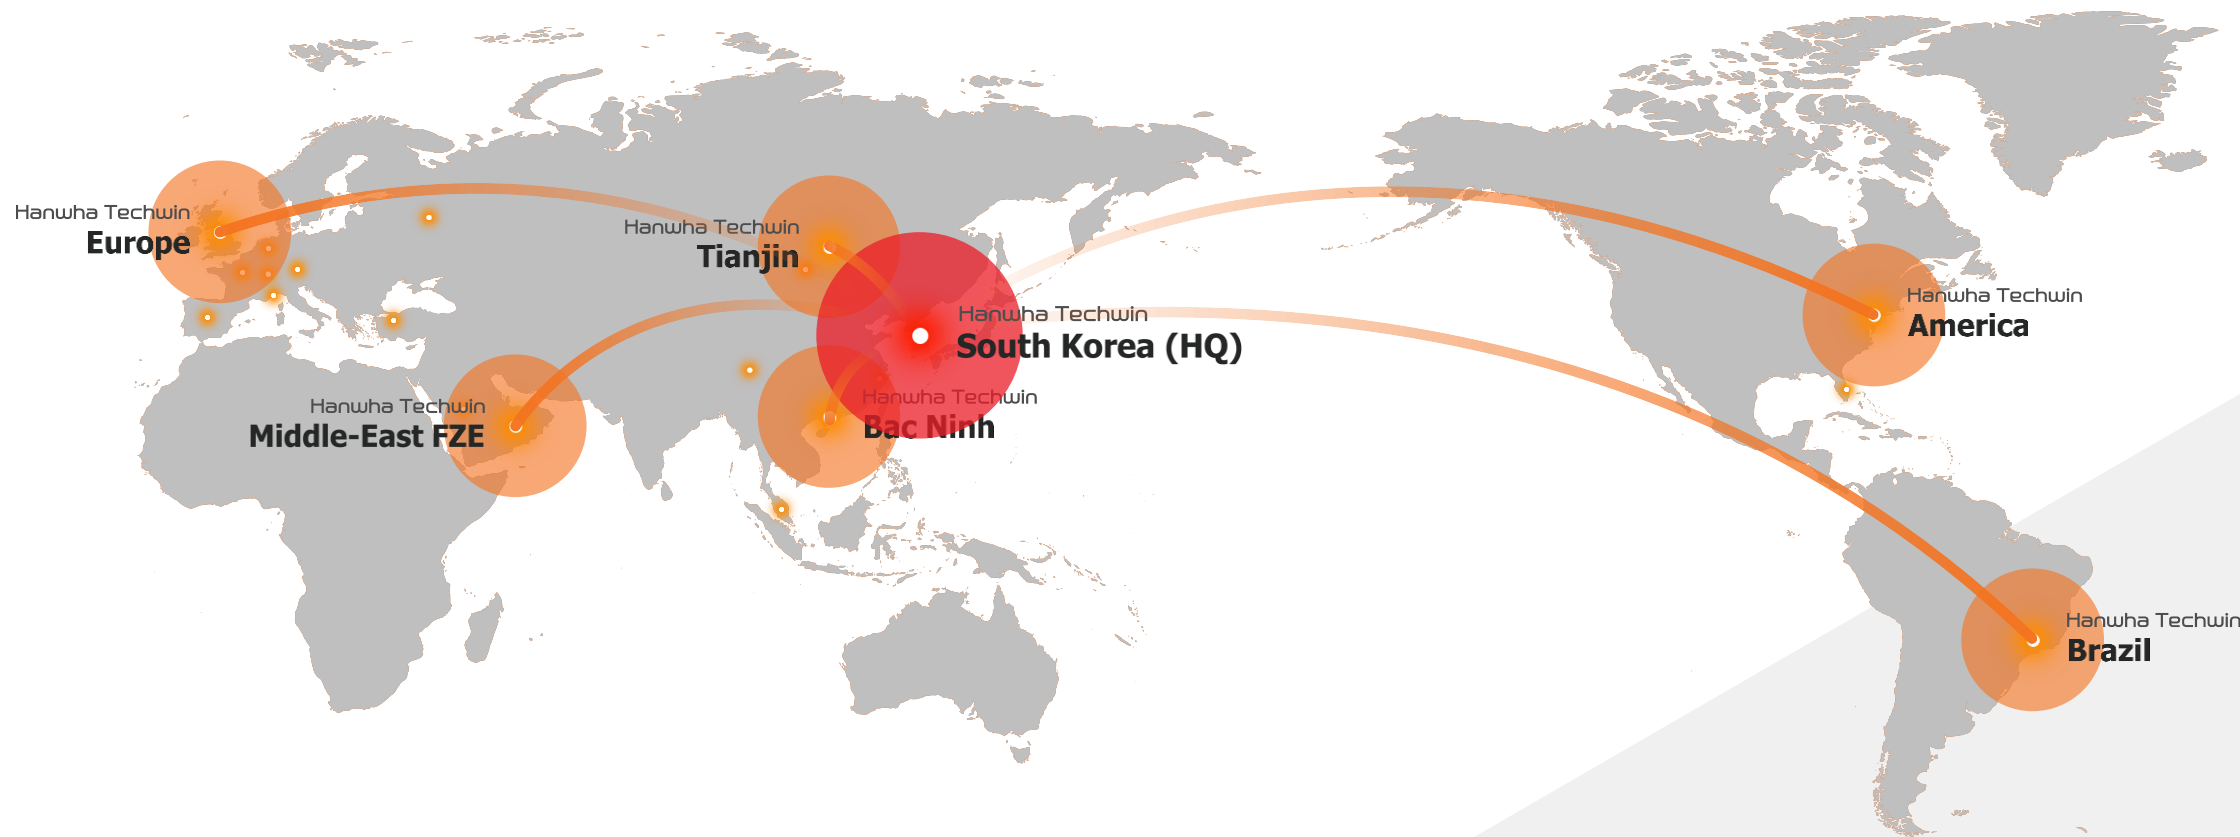 Hanwha Techwin
Europe
Hanwha Techwin
Tianjin
Hanwha Techwin
South Korea (HQ)
Hanwha Techwin
America
Hanwha Techwin
Middle-East FZE
Hanwha Techwin
Bac Ninh
Hanwha Techwin
Brazil